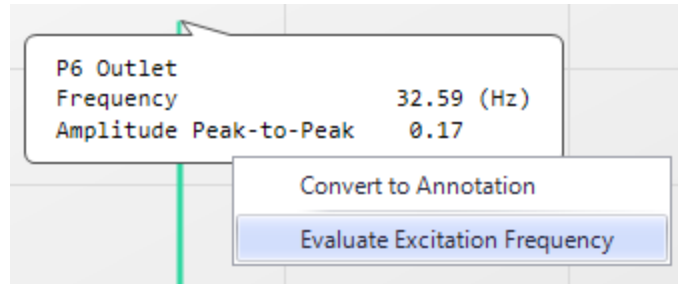 P6 Outlet
Frequency 32.59 (Hz)
Amplitude Peak-to-Peak 0.17
Convert to Annotation
Evaluate Excitation Frequency